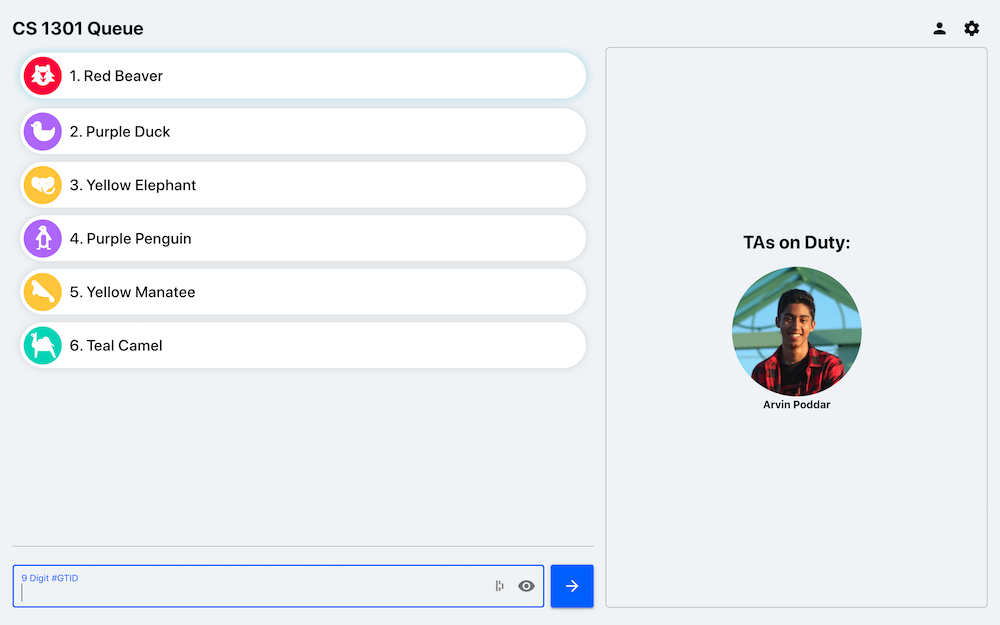 CS 1301 Queue
1. Red Beaver
2. Purple Duck
3. Yellow Elephant
4. Purple Penguin
5. Yellow Manatee
6. Teal Camel
TAs on Duty:
Arvin Poddar
9 Digit #GTID